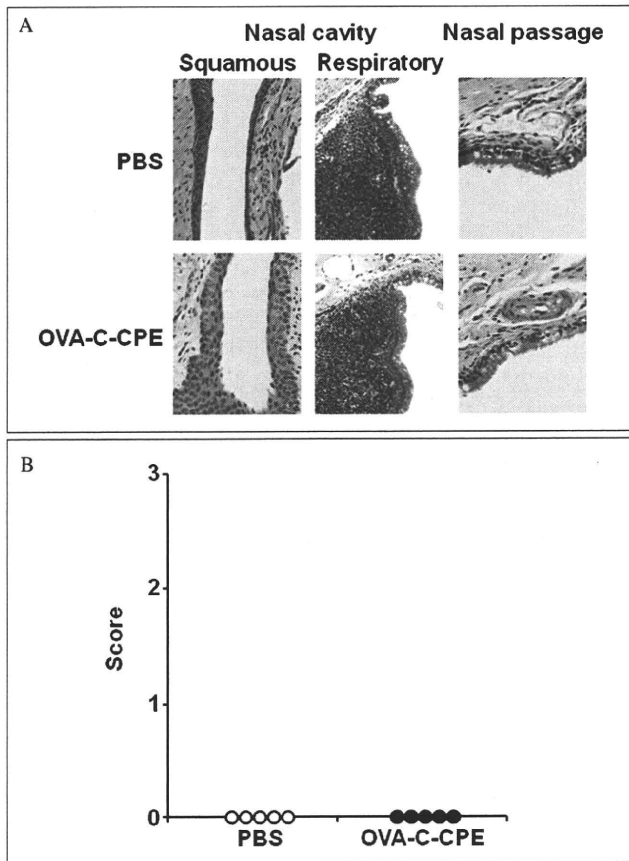 A
Nasal cavity Nasal passage
Squamous Respiratory
PBS
OVA-C-CPE
B
3
2
1
0
Score
PBS OVA-C-CPE